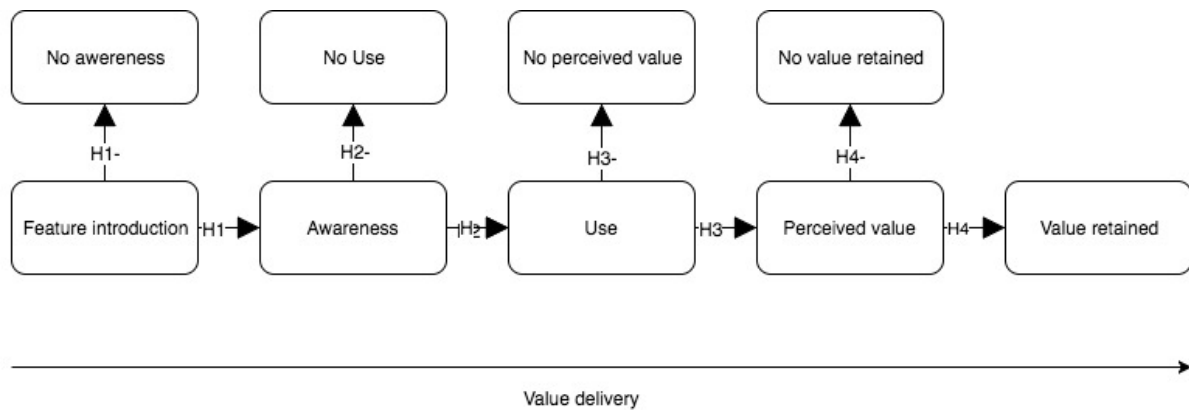 No awereness
No Use
No perceived value
No value retained
H1-
H2-
H3-
H4-
Feature introduction
H1
Awareness
H2
Use
H3
Perceived value
H4
Value retained
Value delivery